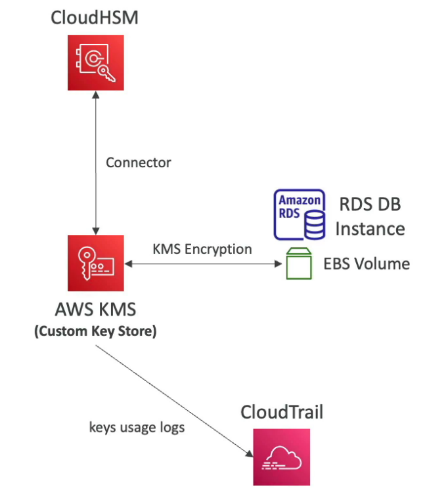 CloudHSM
Connector
Amazon
RDS
RDS DB
Instance
KMS Encryption
EBS Volume
AWS KMS
(Custom Key Store)
CloudTrail
keys usage logs